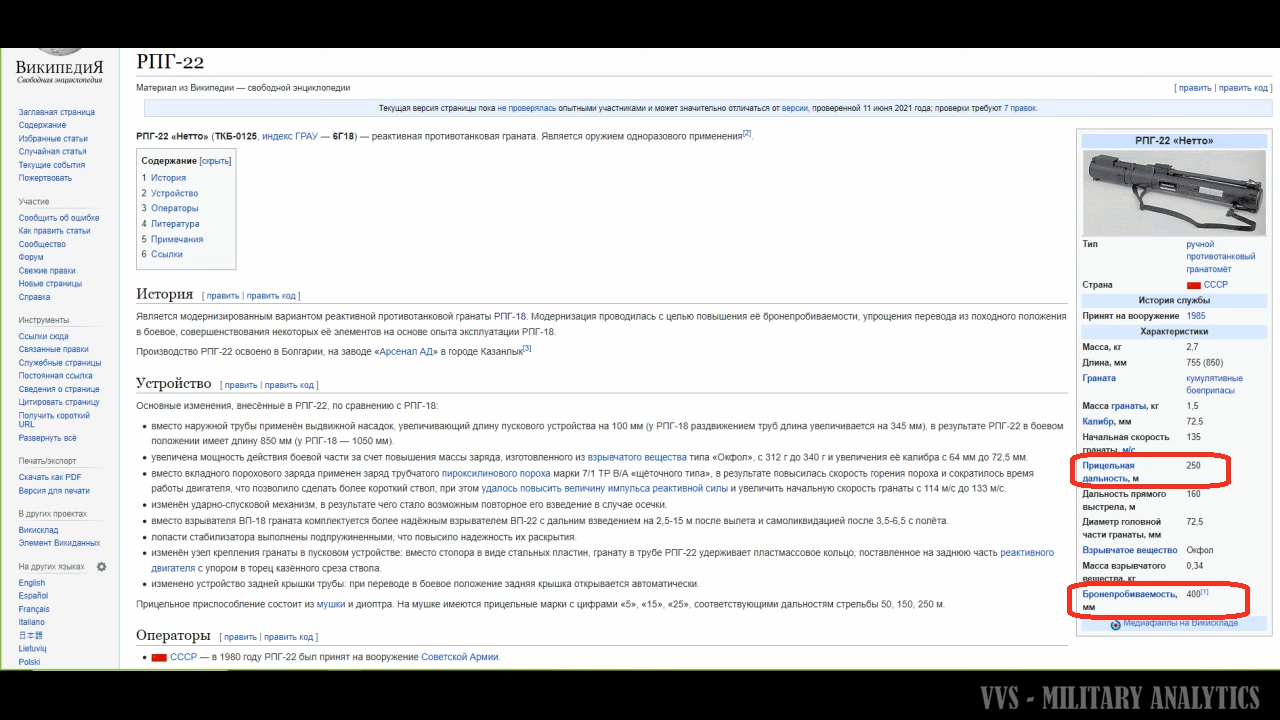 ВИКИПЕДИЯ
Свободная энциклопедия
Заглавная страница
Содержание
Избранные статьи
Случайная статья
Текущие события
Пожертвовать
Участие
Сообщить об ошибке
Как править статьи
Сообщество
Форум
Свежие правки
Новые страницы
Справка
Инструменты
Ссылки сюда
Связанные правки
Служебные страницы
Постоянная ссылка
Сведения о странице
Цитировать страницу
Получить короткий
URL
Развернуть всё
Печать/экспорт
Скачать как PDF
Версия для печати
В других проектах
Викисклад
Элемент Викиданных
На других языках
English
Español
Français
Italiano
日本語
Lietuvių
Polski
РПГ-22
Материал из Википедии — свободной энциклопедии
[ править | править код ]
Текущая версия страницы пока не проверялась опытными участниками и может значительно отличаться от версии, проверенной 11 июня 2021 года; проверки требуют 7 правок.
РПГ-22 «Нетто» (ТКБ-0125, индекс ГРАУ — 6Г18) — реактивная противотанковая граната. Является оружием одноразового применения[2].
Содержание [скрыть]
1 История
2 Устройство
3 Операторы
4 Литература
5 Примечания
6 Ссылки
История [ править | править код ]
Является модернизированным вариантом реактивной противотанковой гранаты РПГ-18. Модернизация проводилась с целью повышения её бронепробиваемости, упрощения перевода из походного положения
в боевое, совершенствования некоторых её элементов на основе опыта эксплуатации РПГ-18.
Производство РПГ-22 освоено в Болгарии, на заводе «Арсенал АД» в городе Казанлык[3]
Устройство [ править | править код ]
Основные изменения, внесённые в РПГ-22, по сравнению с РПГ-18:
• вместо наружной трубы применён выдвижной насадок, увеличивающий длину пускового устройства на 100 мм (у РПГ-18 раздвижением труб длина увеличивается на 345 мм), в результате РПГ-22 в боевом
положении имеет длину 850 мм (у РПГ-18 — 1050 мм).
• увеличена мощность действия боевой части за счет повышения массы заряда, изготовленного из взрывчатого вещества типа «Окфол», с 312 г до 340 г и увеличения её калибра с 64 мм до 72,5 мм.
• вместо вкладного порохового заряда применен заряд трубчатого пироксилинового пороха марки 7/1 ТР В/А «щёточного типа», в результате повысилась скорость горения пороха и сократилось время
работы двигателя, что позволило сделать более короткий ствол, при этом удалось повысить величину импульса реактивной силы и увеличить начальную скорость гранаты с 114 м/с до 133 м/с.
• изменён ударно-спусковой механизм, в результате чего стало возможным повторное его взведение в случае осечки.
• вместо взрывателя ВП-18 граната комплектуется более надёжным взрывателем ВП-22 с дальним взведением на 2,5-15 м после вылета и самоликвидацией после 3,5-6,5 с полёта.
• лопасти стабилизатора выполнены подпружиненными, что повысило надежность их раскрытия.
• изменён узел крепления гранаты в пусковом устройстве: вместо стопора в виде стальных пластин, гранату в трубе РПГ-22 удерживает пластмассовое кольцо, поставленное на заднюю часть реактивного
двигателя с упором в торец казённого среза ствола.
• изменено устройство задней крышки трубы: при переводе в боевое положение задняя крышка открывается автоматически.
Прицельное приспособление состоит из мушки и диоптра. На мушке имеются прицельные марки с цифрами «5», «15», «25», соответствующими дальностям стрельбы 50, 150, 250 м.
Операторы [ править | править код ]
• СССР — в 1980 году РПГ-22 был принят на вооружение Советской Армии.
РПГ-22 «Нетто»
Тип ручной
противотанковый
гранатомёт
Страна СССР
История службы
Принят на вооружение 1985
Характеристики
Масса, кг 2,7
Длина, мм 755 (850)
Граната кумулятивные
боеприпасы
Масса гранаты, кг 1,5
Калибр, мм 72,5
Начальная скорость 135
гранаты, м/с
Прицельная 250
дальность, м
Дальность прямого 160
выстрела, м
Диаметр головной 72,5
части гранаты, мм
Взрывчатое вещество Окфол
Масса взрывчатого 0,34
вещества, кг
Бронепробиваемость, 400[1]
мм
Медиафайлы на Викискладе
VVS - MILITARY ANALYTICS